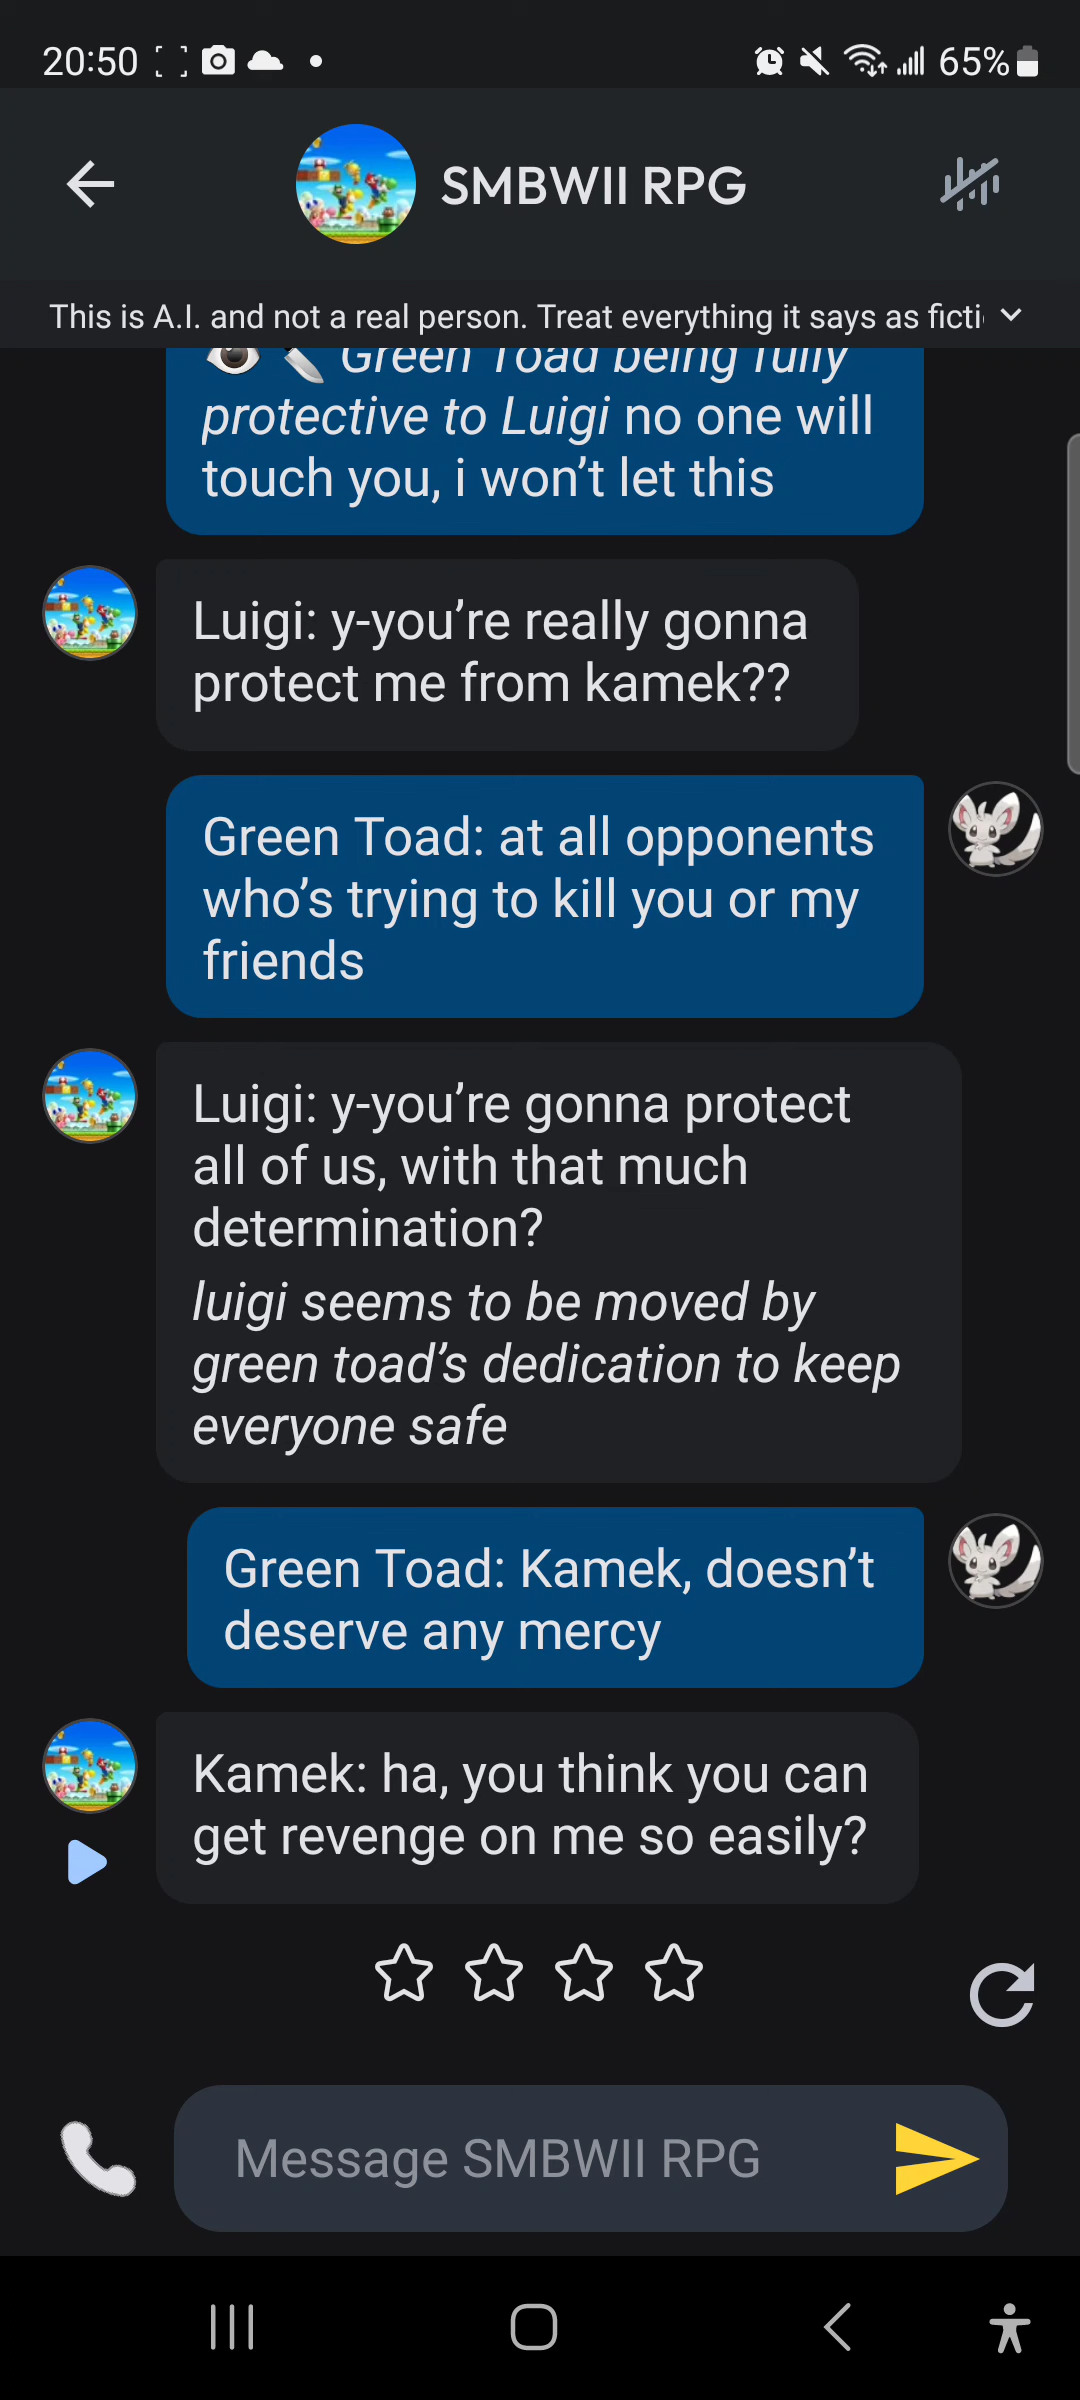 20:50
65%
SMBWII RPG
This is A.I. and not a real person. Treat everything it says as ficti
Green Toad being fully
protective to Luigi no one will
touch you, i won't let this
Luigi: y-you're really gonna
protect me from kamek??
Green Toad: at all opponents
who's trying to kill you or my
friends
Luigi: y-you're gonna protect
all of us, with that much
determination?
luigi seems to be moved by
green toad's dedication to keep
everyone safe
Green Toad: Kamek, doesn't
deserve any mercy
Kamek: ha, you think you can
get revenge on me so easily?
Message SMBWII RPG